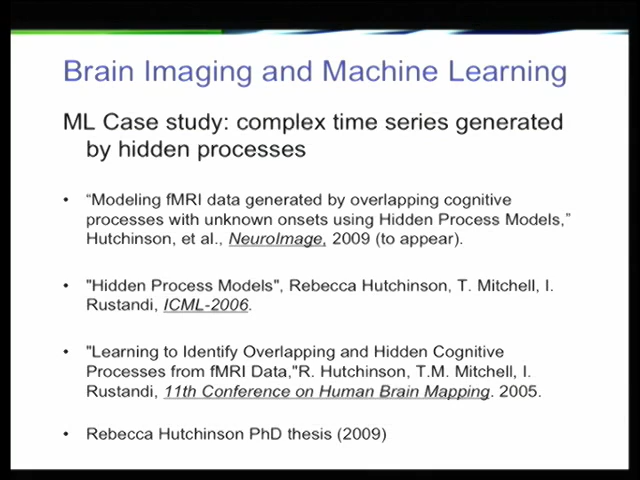 Brain Imaging and Machine Learning
ML Case study: complex time series generated
by hidden processes
• “Modeling fMRI data generated by overlapping cognitive
processes with unknown onsets using Hidden Process Models,”
Hutchinson, et al., NeuroImage, 2009 (to appear).
• "Hidden Process Models", Rebecca Hutchinson, T. Mitchell, I.
Rustandi, ICML-2006.
• "Learning to Identify Overlapping and Hidden Cognitive
Processes from fMRI Data,"R. Hutchinson, T.M. Mitchell, I.
Rustandi, 11th Conference on Human Brain Mapping. 2005.
• Rebecca Hutchinson PhD thesis (2009)